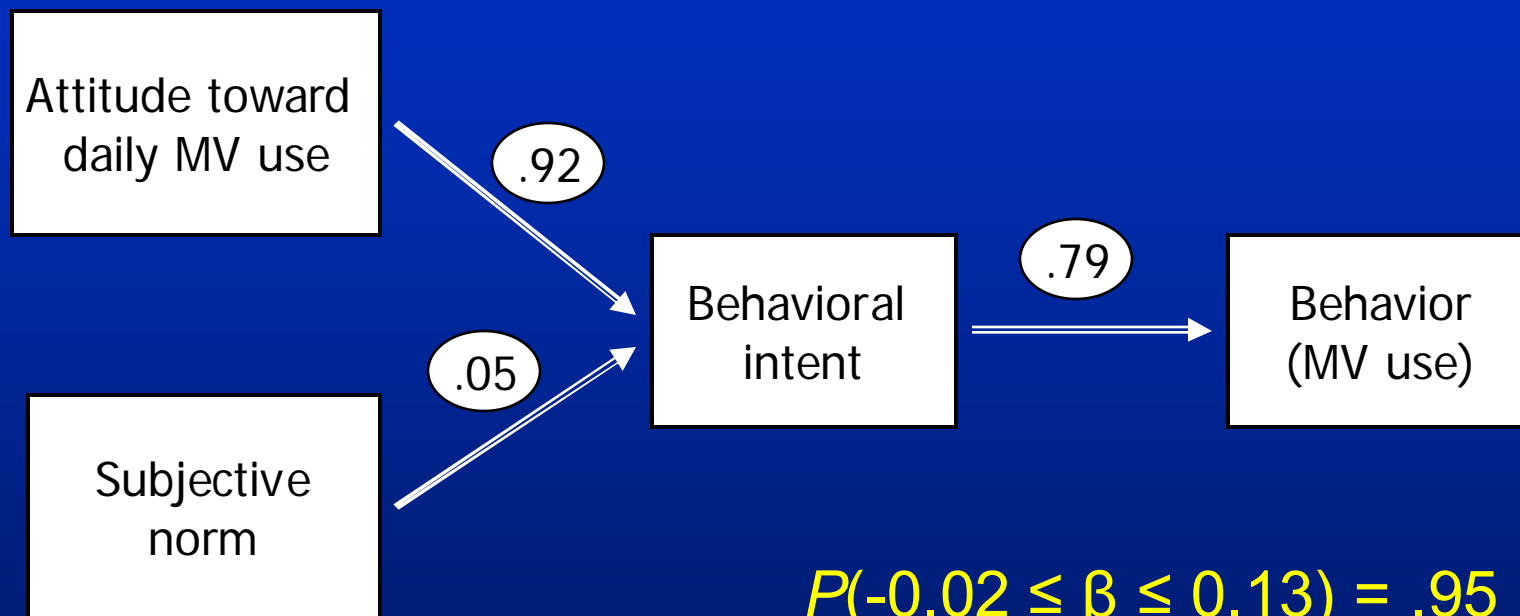 Attitude toward
daily MV use
.92
.79
Behavioral
intent
Behavior
(MV use)
.05
Subjective
norm
P(-0.02 ≤ β ≤ 0.13) = .95